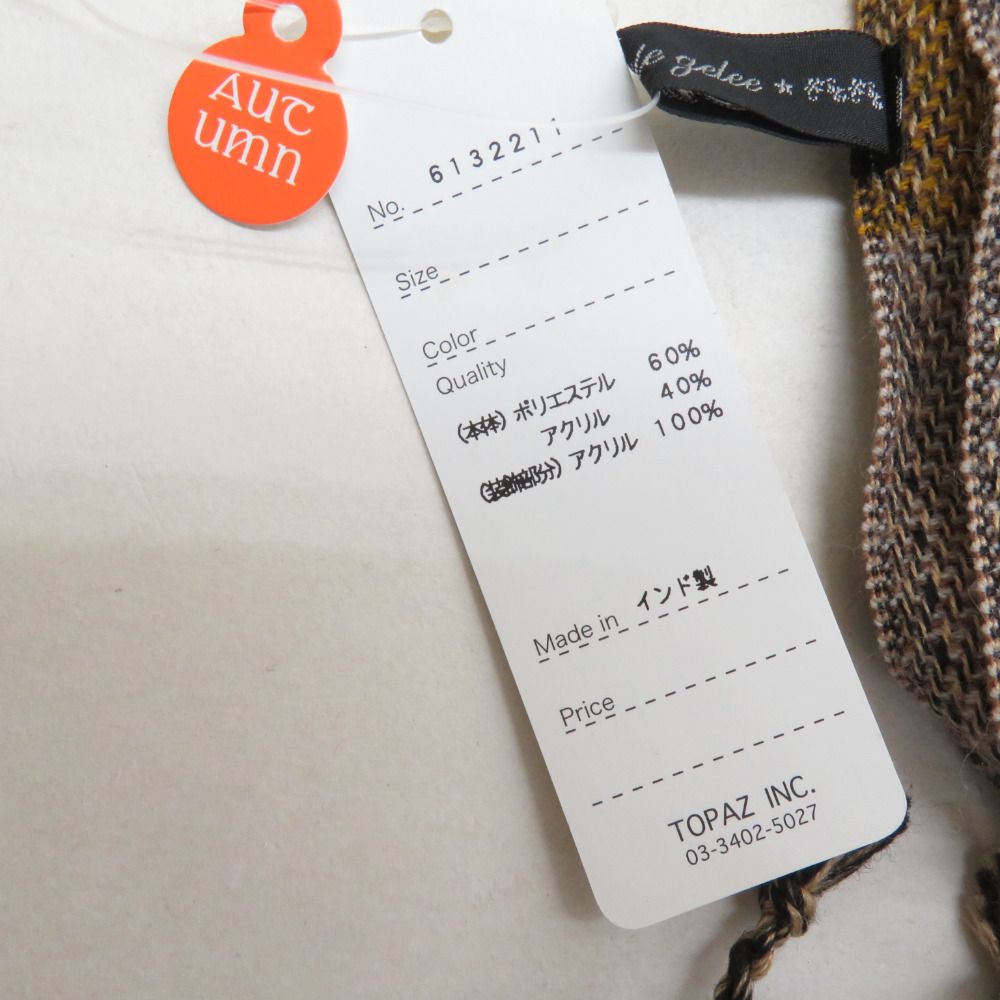 AUT
UMN
gelee ★
No. 6132211
Size
Color
Quality
(本体) ポリエステル 60%
アクリル 40%
(装飾部分) アクリル 100%
Made in インド製
Price
TOPAZ INC.
03-3402-5027